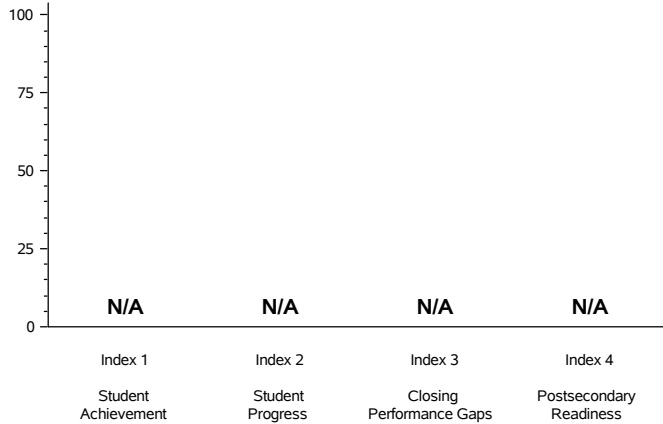 100
75
50
25
0
N/A N/A N/A N/A
Index 1 Index 2 Index 3 Index 4
Student Student Closing Postsecondary
Achievement Progress Performance Gaps Readiness